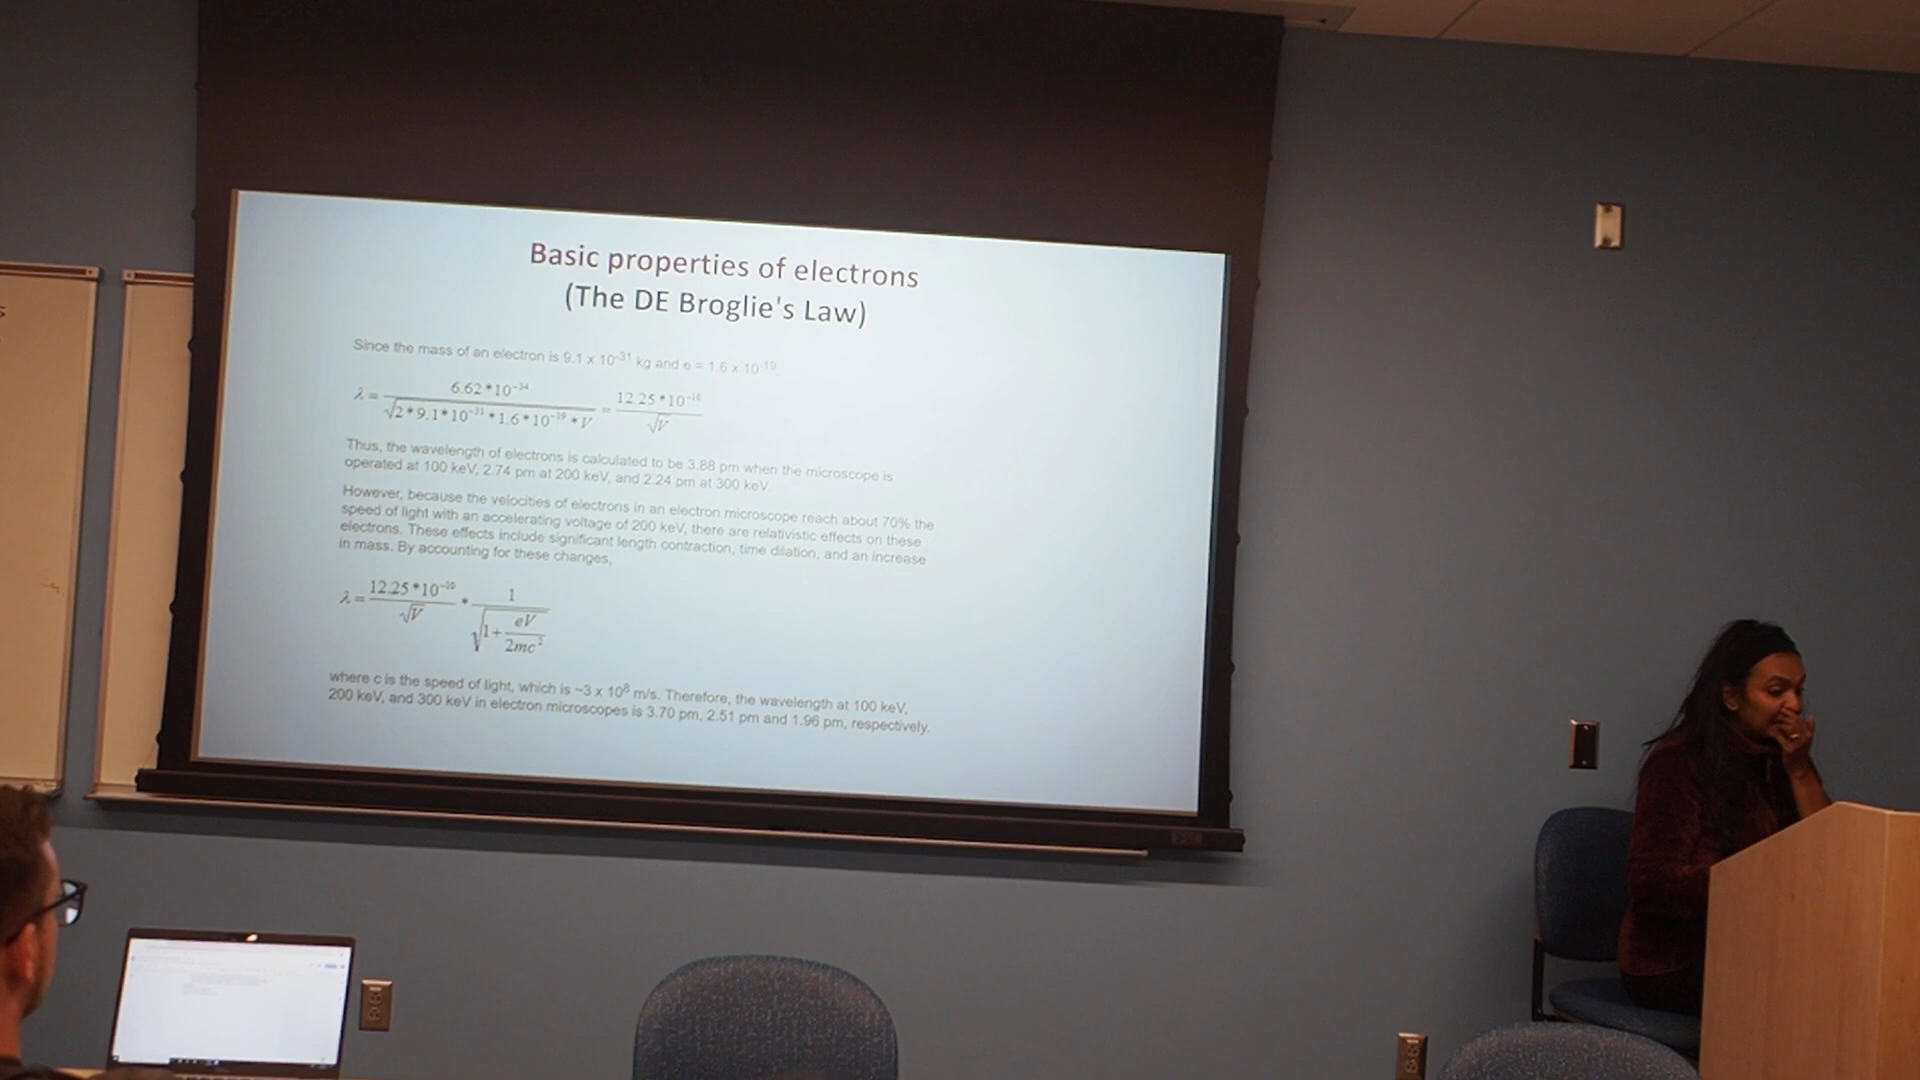 Basic properties of electrons
(The DE Broglie's Law)
Since the mass of an electron is 9.1 x 10⁻³¹ kg and e = 1.6 x 10⁻¹⁹
λ = 6.62*10⁻³⁴ / √(2*9.1*10⁻³¹*1.6*10⁻¹⁹*V) = 12.25*10⁻¹⁰ / √V
Thus, the wavelength of electrons is calculated to be 3.88 pm when the microscope is
operated at 100 keV, 2.74 pm at 200 keV, and 2.24 pm at 300 keV.
However, because the velocities of electrons in an electron microscope reach about 70% the
speed of light with an accelerating voltage of 200 keV, there are relativistic effects on these
electrons. These effects include significant length contraction, time dilation, and an increase
in mass. By accounting for these changes,
λ = 12.25*10⁻¹⁰ / √V * 1 / √(1 + eV / 2mc²)
where c is the speed of light, which is ~3 x 10⁸ m/s. Therefore, the wavelength at 100 keV,
200 keV, and 300 keV in electron microscopes is 3.70 pm, 2.51 pm and 1.96 pm, respectively.